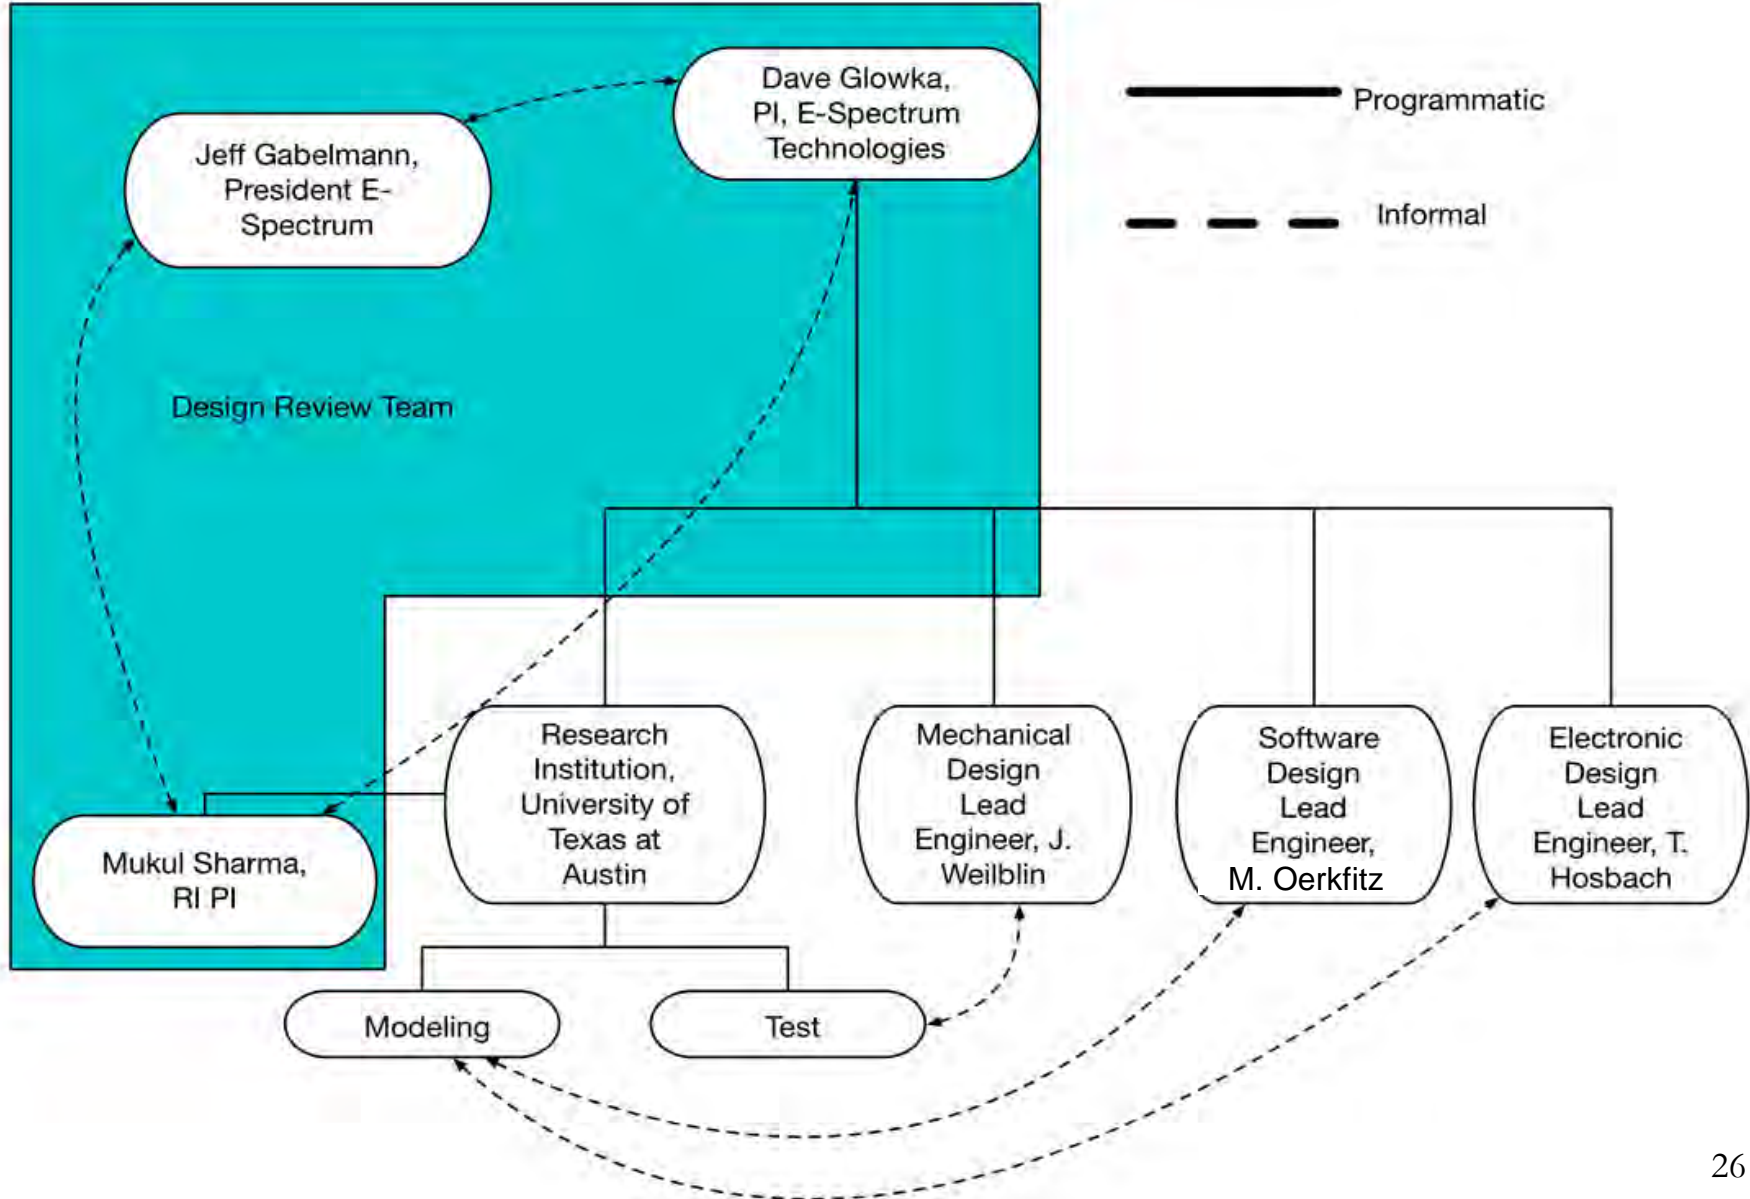 Dave Glowka,
PI, E-Spectrum
Technologies
Programmatic
Jeff Gabelmann,
President E-
Spectrum
Informal
Design Review Team
Research
Institution,
University of
Texas at
Austin
Mechanical
Design
Lead
Engineer, J.
Weilblin
Software
Design
Lead
Engineer,
M. Oerkfitz
Electronic
Design
Lead
Engineer, T.
Hosbach
Mukul Sharma,
RI PI
Modeling
Test
26